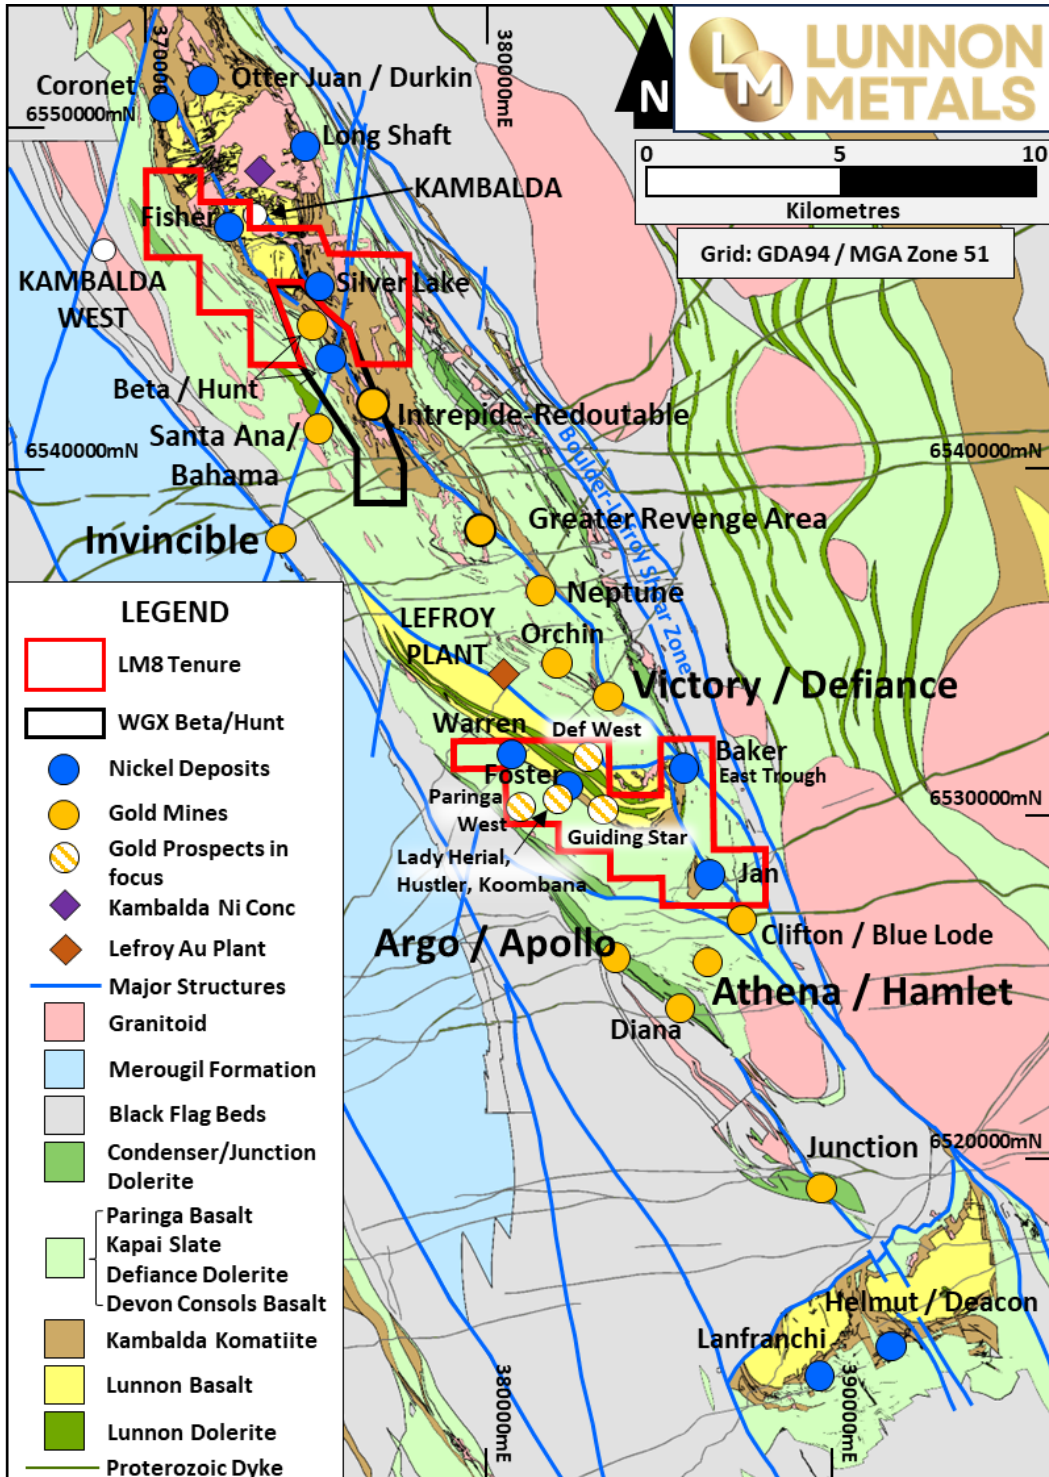 370000
380000mE
LUNNON
METALS
LM
N
Coronet
Otter Juan / Durkin
6550000mN
Long Shaft
0 5 10
Kilometres
KAMBALDA
Fisher
Grid: GDA94 / MGA Zone 51
KAMBALDA
WEST
Silver Lake
Beta / Hunt
Intrepide-Redoutable
Santa Ana/
Bahama
6540000mN
6540000mN
Boulder-Lefroy Shear Zone
Greater Revenge Area
Invincible
Neptune
LEFROY
PLANT
Orchin
Victory / Defiance
Warren
Def West
Baker
East Trough
Foster
Paringa
West
6530000mN
Guiding Star
Lady Herial,
Hustler, Koombana
Jan
Clifton / Blue Lode
Argo / Apollo
Athena / Hamlet
Diana
Junction
6520000mN
Helmut / Deacon
Lanfranchi
380000mE
390000mE
LEGEND
LM8 Tenure
WGX Beta/Hunt
Nickel Deposits
Gold Mines
Gold Prospects in
focus
Kambalda Ni Conc
Lefroy Au Plant
Major Structures
Granitoid
Merougil Formation
Black Flag Beds
Condenser/Junction
Dolerite
Paringa Basalt
Kapai Slate
Defiance Dolerite
Devon Consols Basalt
Kambalda Komatiite
Lunnon Basalt
Lunnon Dolerite
Proterozoic Dyke